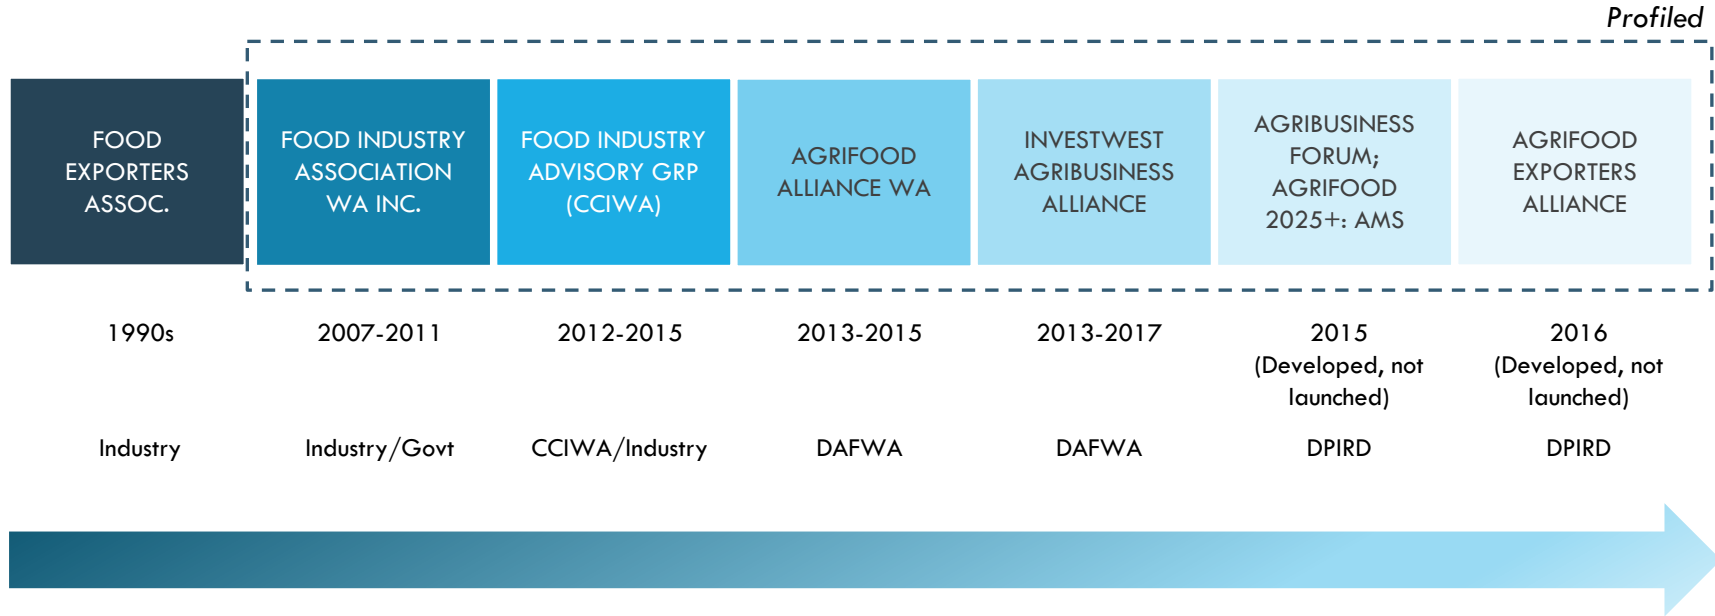 Profiled
FOOD
EXPORTERS
ASSOC.
FOOD INDUSTRY
ASSOCIATION
WA INC.
FOOD INDUSTRY
ADVISORY GRP
(CCIWA)
AGRIFOOD
ALLIANCE WA
INVESTWEST
AGRIBUSINESS
ALLIANCE
AGRIBUSINESS
FORUM;
AGRIFOOD
2025+: AMS
AGRIFOOD
EXPORTERS
ALLIANCE
1990s
2007-2011
2012-2015
2013-2015
2013-2017
2015
(Developed, not
launched)
2016
(Developed, not
launched)
Industry
Industry/Govt
CCIWA/Industry
DAFWA
DAFWA
DPIRD
DPIRD